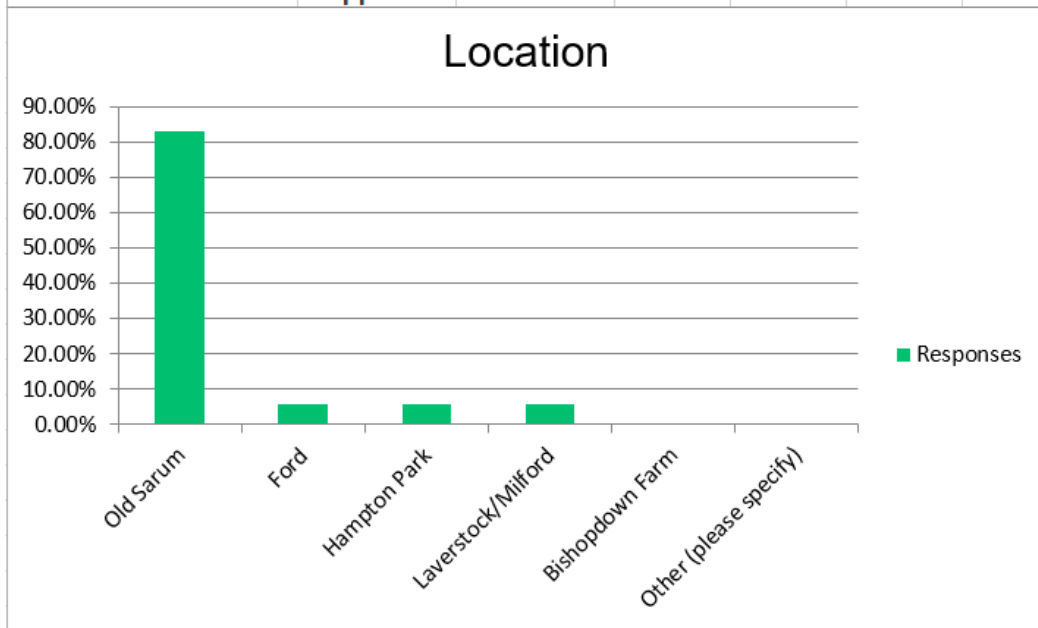 Location
90.00%
80.00%
70.00%
60.00%
50.00%
40.00%
30.00%
20.00%
10.00%
0.00%
Old Sarum
Ford
Hampton Park
Laverstock/Milford
Bishopdown Farm
Other (please specify)
Responses